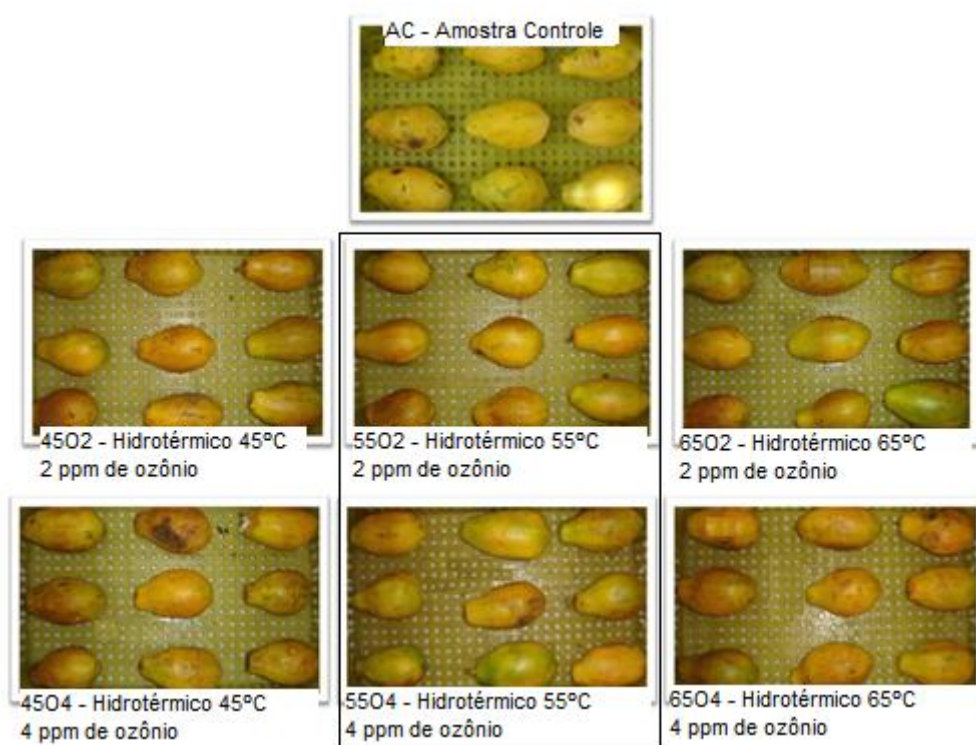 AC - Amostra Controle
45O2 - Hidrotérmico 45ºC
2 ppm de ozônio
55O2 - Hidrotérmico 55ºC
2 ppm de ozônio
65O2 - Hidrotérmico 65ºC
2 ppm de ozônio
45O4 - Hidrotérmico 45ºC
4 ppm de ozônio
55O4 - Hidrotérmico 55ºC
4 ppm de ozônio
65O4 - Hidrotérmico 65ºC
4 ppm de ozônio